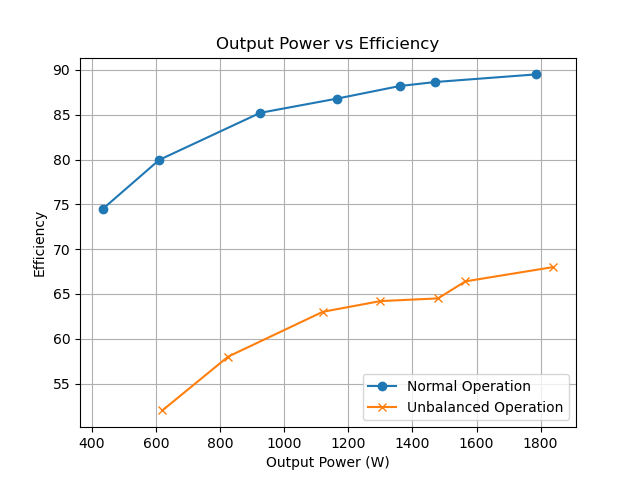 Output Power vs Efficiency
Efficiency
90
85
80
75
70
65
60
55
400 600 800 1000 1200 1400 1600 1800
Output Power (W)
Normal Operation
Unbalanced Operation